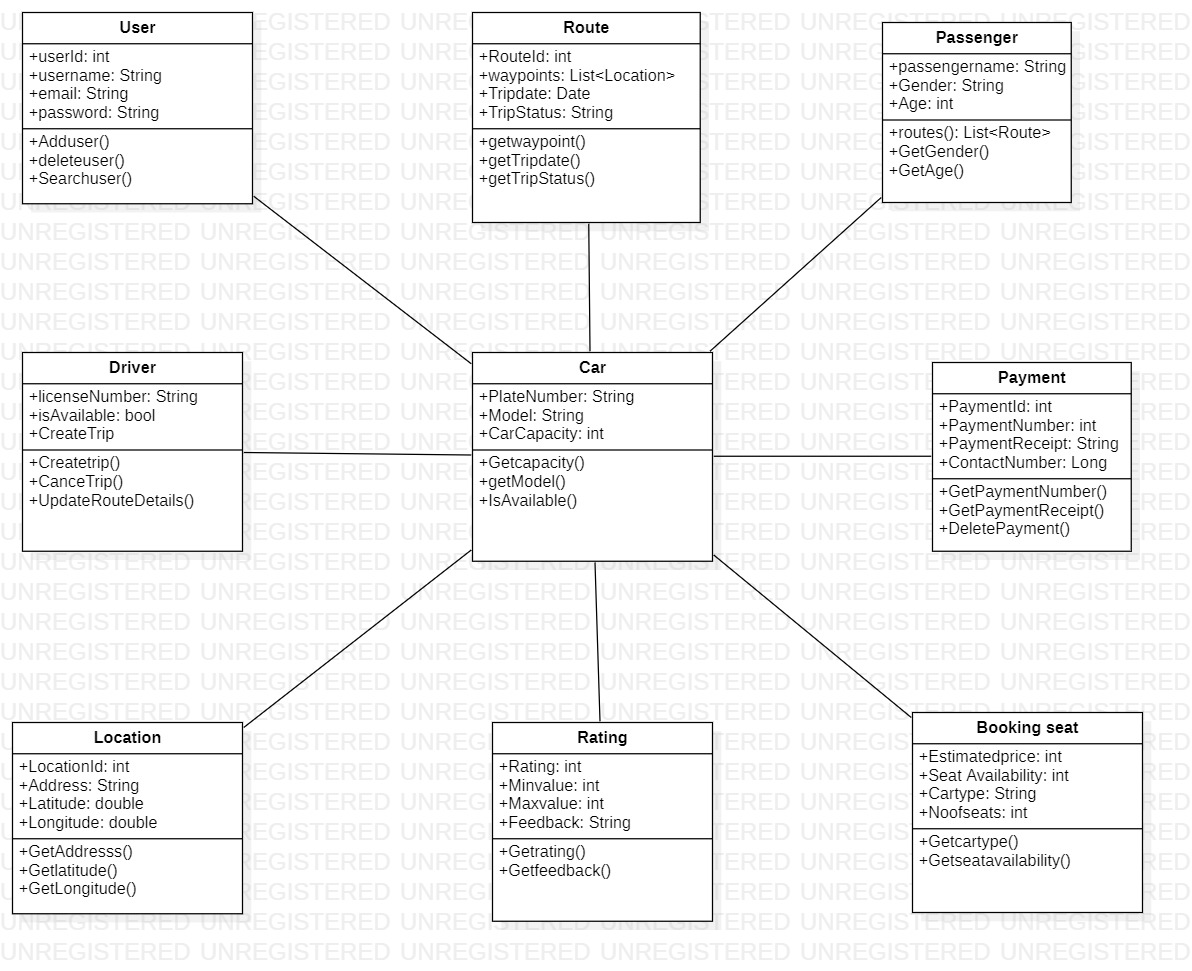 User
+userId: int
+username: String
+email: String
+password: String
+Adduser()
+deleteuser()
+Searchuser()
Route
+RouteId: int
+waypoints: List<Location>
+Tripdate: Date
+TripStatus: String
+getwaypoint()
+getTripdate()
+getTripStatus()
Passenger
+passengername: String
+Gender: String
+Age: int
+routes(): List<Route>
+GetGender()
+GetAge()
Driver
+licenseNumber: String
+isAvailable: bool
+CreateTrip
+Createtrip()
+CanceTrip()
+UpdateRouteDetails()
Car
+PlateNumber: String
+Model: String
+CarCapacity: int
+Getcapacity()
+getModel()
+IsAvailable()
Payment
+PaymentId: int
+PaymentNumber: int
+PaymentReceipt: String
+ContactNumber: Long
+GetPaymentNumber()
+GetPaymentReceipt()
+DeletePayment()
Location
+LocationId: int
+Address: String
+Latitude: double
+Longitude: double
+GetAddresss()
+Getlatitude()
+GetLongitude()
Rating
+Rating: int
+Minvalue: int
+Maxvalue: int
+Feedback: String
+Getrating()
+Getfeedback()
Booking seat
+Estimatedprice: int
+Seat Availability: int
+Cartype: String
+Noofseats: int
+Getcartype()
+Getseatavailability()
UNREGISTERED